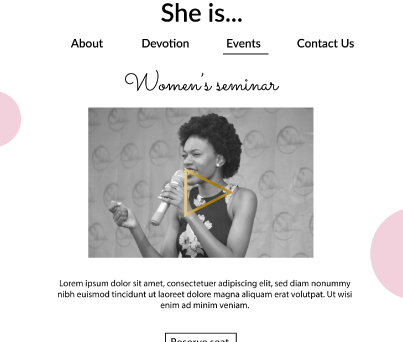 She is...
About Devotion Events Contact Us
Women's seminar
Lorem ipsum dolor sit amet, consectetuer adipiscing elit, sed diam nonummy
nibh euismod tincidunt ut laoreet dolore magna aliquam erat volutpat. Ut wisi
enim ad minim veniam.
Reserve seat